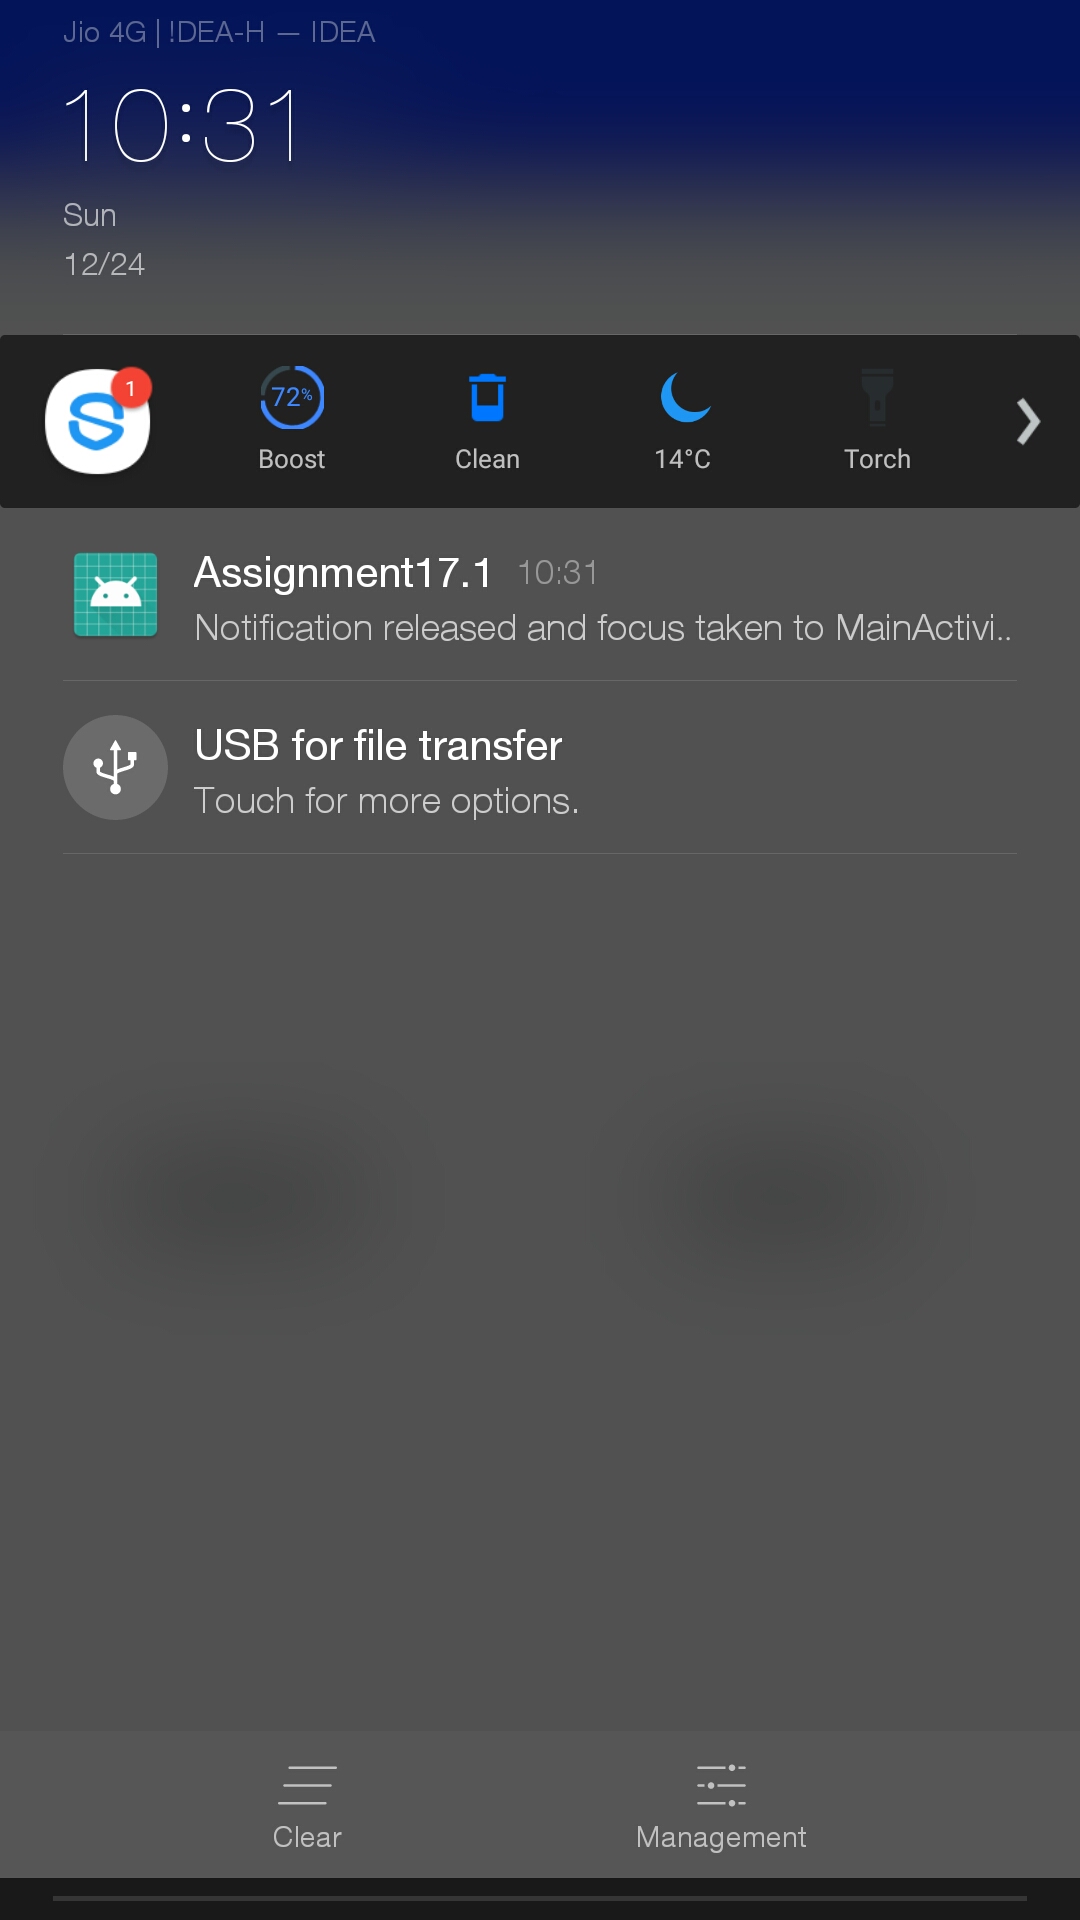 Jio 4G | !DEA-H — IDEA
10:31
Sun
12/24
1
72%
Boost
Clean
14°C
Torch
Assignment17.1 10:31
Notification released and focus taken to MainActivi..
USB for file transfer
Touch for more options.
Clear
Management